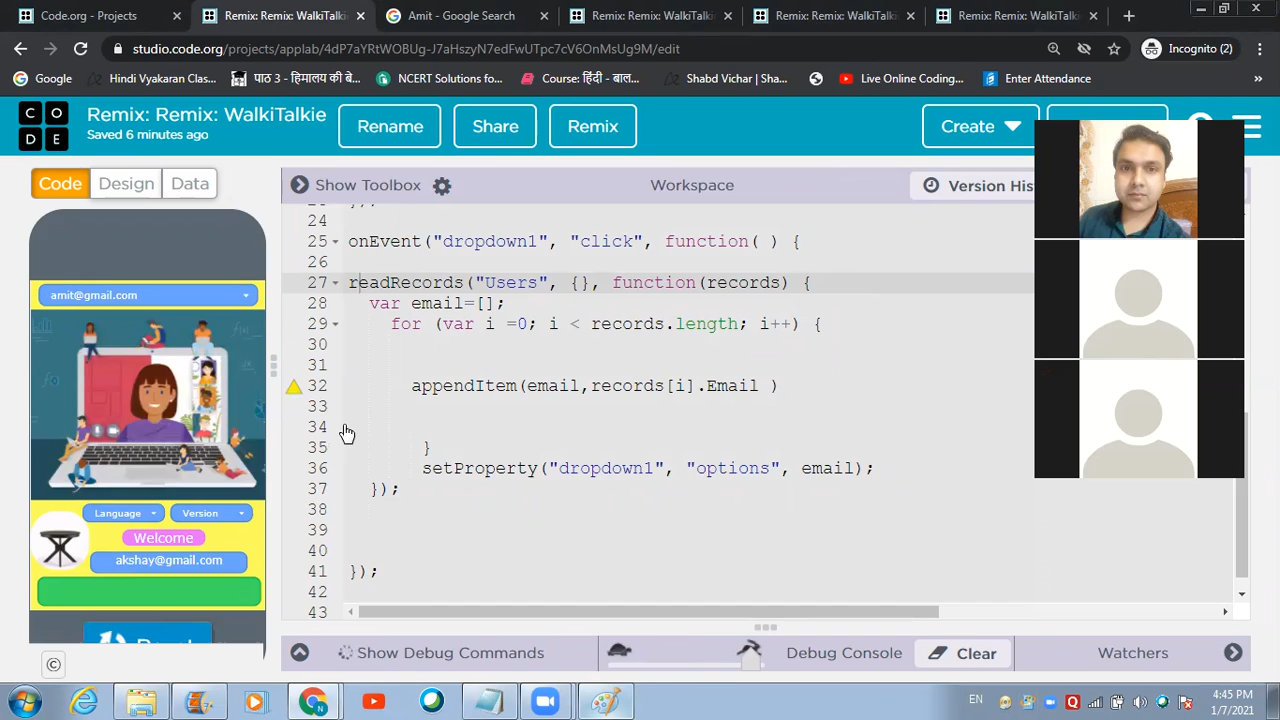 Code.org - Projects
Remix: Remix: WalkiTalkie
Amit - Google Search
Remix: Remix: WalkiT
Remix: Remix: WalkiT
Remix: Remix: WalkiT
studio.code.org/projects/applab/4dP7aYRtWOBUg-J7aHszyN7edFwUTpc7cV6OnMsUg9M/edit
Incognito (2)
Google
Hindi Vyakaran Clas...
पाठ 3 - हिमालय की बे...
NCERT Solutions fo...
Course: हिंदी - बाल...
Shabd Vichar | Sha...
Live Online Coding...
Enter Attendance
»
C O
D E
Remix: Remix: WalkiTalkie
Saved 6 minutes ago
Rename
Share
Remix
Create
Code
Design
Data
Show Toolbox
Workspace
Version His
24
25 onEvent("dropdown1", "click", function( ) {
26
27 readRecords("Users", {}, function(records) {
28 var email=[];
29 for (var i =0; i < records.length; i++) {
30
31
32 appendItem(email,records[i].Email )
33
34
35 }
36 setProperty("dropdown1", "options", email);
37 });
38
39
40
41 });
42
43
amit@gmail.com
Language
Version
Welcome
akshay@gmail.com
©
Show Debug Commands
Debug Console
Clear
Watchers
EN
4:45 PM
1/7/2021